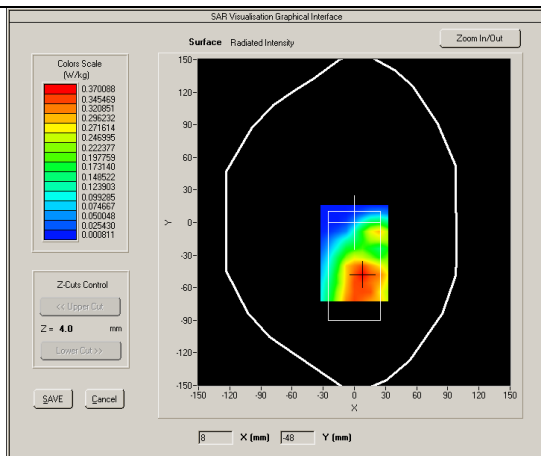 SAR Visualisation Graphical Interface
Surface Radiated Intensity
Zoom In/Out
Colors Scale
(W/kg)
0.370088
0.345469
0.320851
0.296232
0.271614
0.246995
0.222377
0.197759
0.173140
0.148522
0.123903
0.099285
0.074667
0.050048
0.025430
0.000811
Z-Cuts Control
<< Upper Cut
Z = 4.0 mm
Lower Cut >>
SAVE Cancel
150-
120-
90-
60-
30-
0-
-30-
-60-
-90-
-120-
-150-
Y
-150 -120 -90 -60 -30 0 30 60 90 120 150
X
8 X (mm) -48 Y (mm)